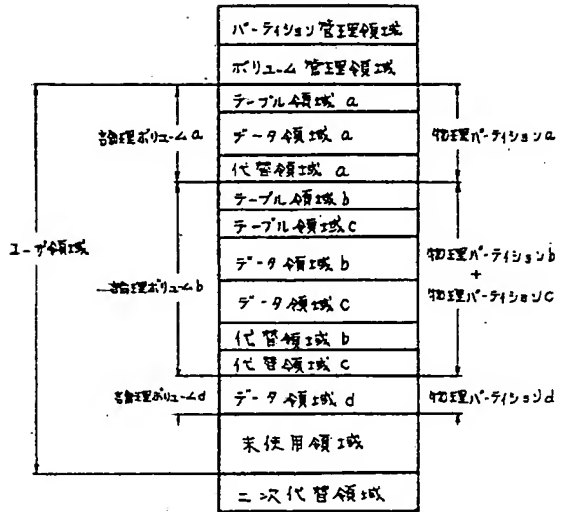 パーティション管理領域
ボリューム管理領域
テーブル領域 a
データ領域 a
代替領域 a
テーブル領域 b
テーブル領域 c
データ領域 b
データ領域 c
代替領域 b
代替領域 c
データ領域 d
未使用領域
二次代替領域
ユーザ領域
論理ボリューム a
論理ボリューム b
論理ボリューム d
物理パーティション a
物理パーティション b
+
物理パーティション c
物理パーティション d